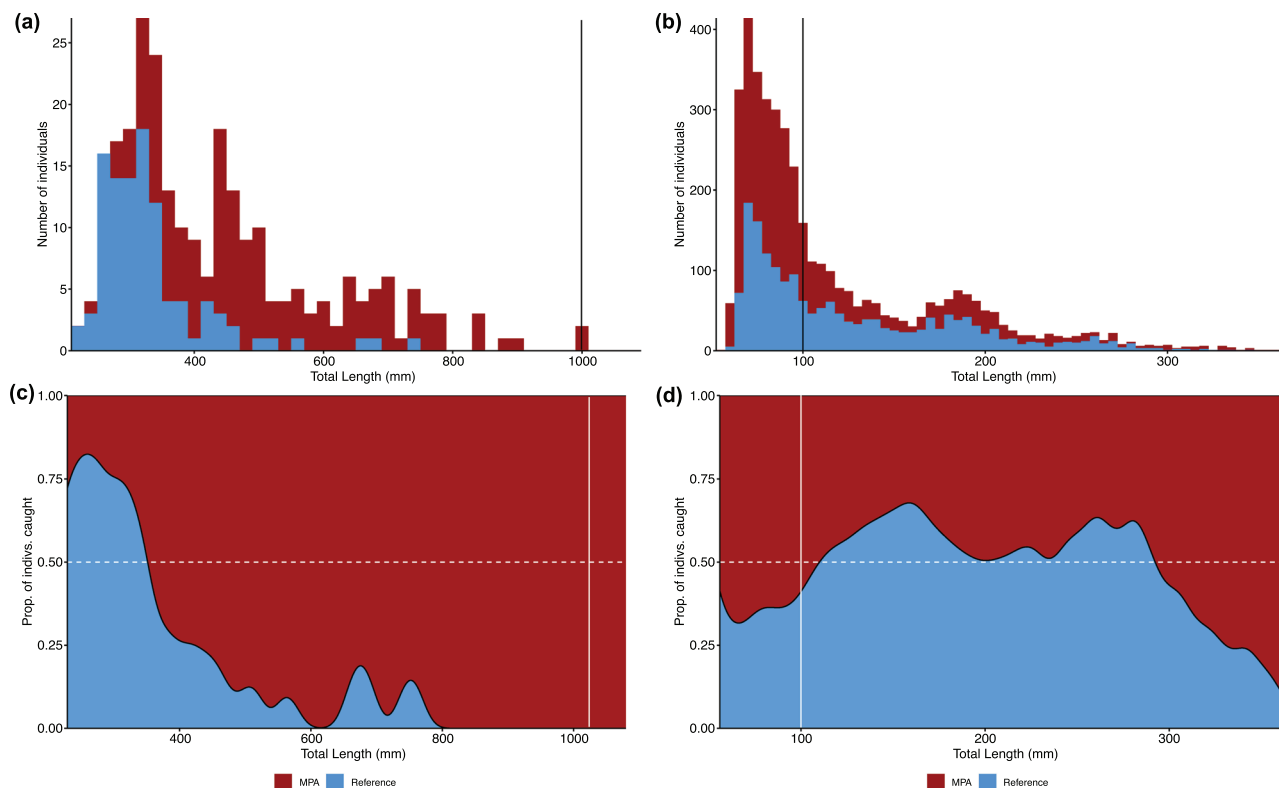 (a)
25
20
15
10
5
0
Number of individuals
400 600 800 1000
Total Length (mm)
(b)
400
300
200
100
0
Number of individuals
100 200 300
Total Length (mm)
(c)
1.00
0.75
0.50
0.25
0.00
Prop. of indivs. caught
400 600 800 1000
Total Length (mm)
MPA Reference
(d)
1.00
0.75
0.50
0.25
0.00
Prop. of indivs. caught
100 200 300
Total Length (mm)
MPA Reference